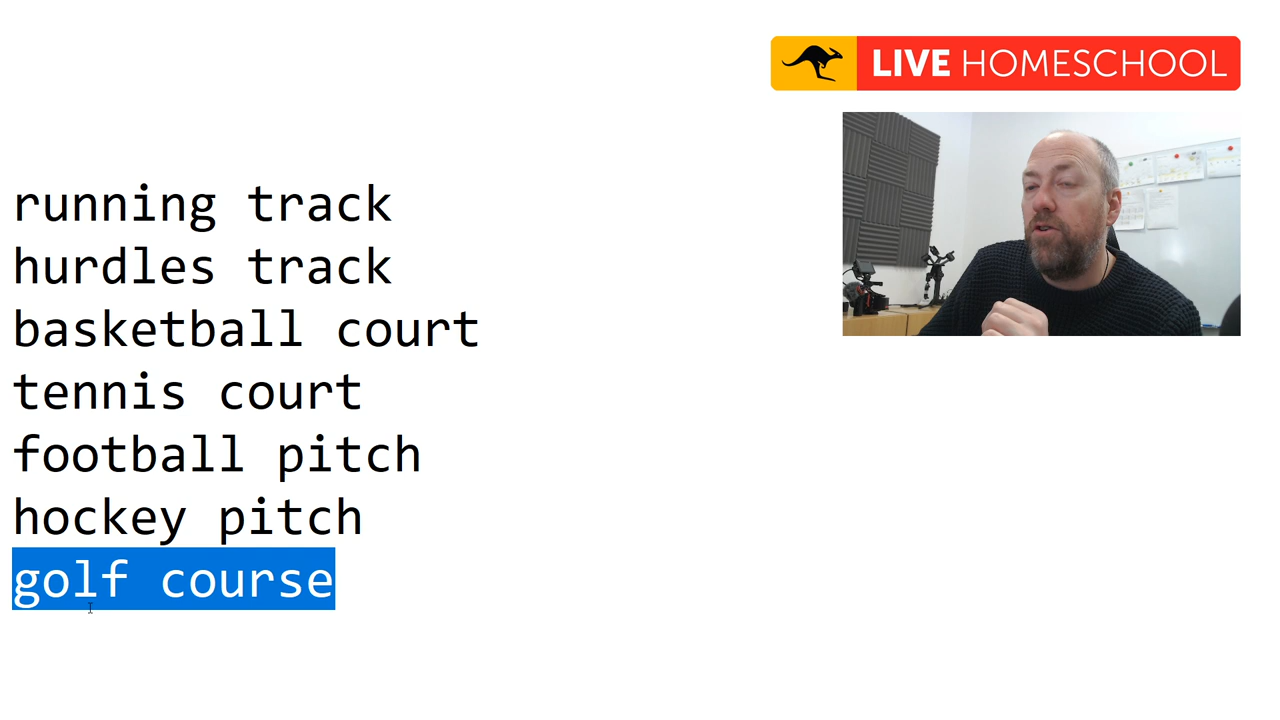 LIVE HOMESCHOOL
running track
hurdles track
basketball court
tennis court
football pitch
hockey pitch
golf course